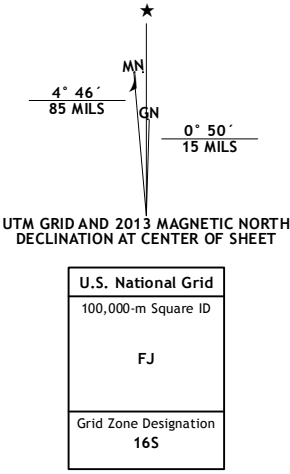 ★
MN
4° 46´
85 MILS
GN
0° 50´
15 MILS
UTM GRID AND 2013 MAGNETIC NORTH
DECLINATION AT CENTER OF SHEET
U.S. National Grid
100,000-m Square ID
FJ
Grid Zone Designation
16S